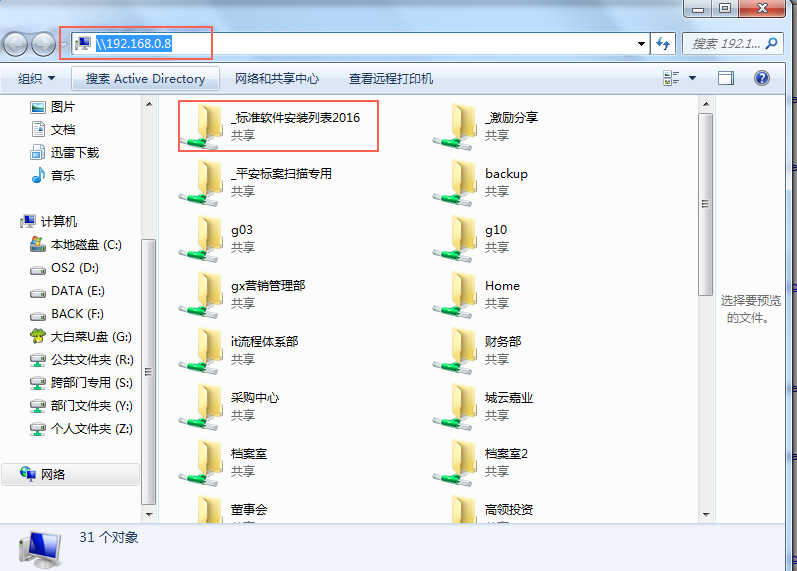 \\192.168.0.8
搜索 192.1...
组织
搜索 Active Directory
网络和共享中心
查看远程打印机
图片
文档
迅雷下载
音乐
计算机
本地磁盘 (C:)
OS2 (D:)
DATA (E:)
BACK (F:)
大白菜U盘 (G:)
公共文件夹 (R:)
跨部门专用 (S:)
部门文件夹 (Y:)
个人文件夹 (Z:)
网络
_标准软件安装列表2016
共享
_激励分享
共享
_平安标案扫描专用
共享
backup
共享
g03
共享
g10
共享
gx营销管理部
共享
Home
共享
it流程体系部
共享
财务部
共享
采购中心
共享
城云嘉业
共享
档案室
共享
档案室2
共享
董事会
共享
高领投资
共享
选择要预览
的文件。
31 个对象